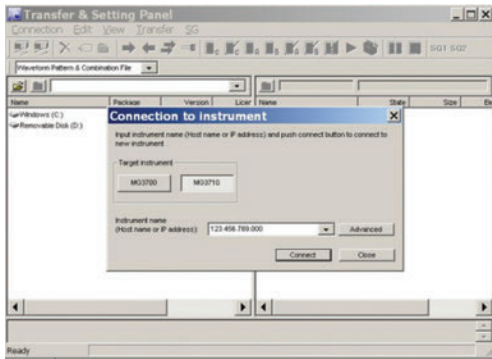 Transfer & Setting Panel
Connection Edit View Transfer SG
SG1 SG2
Waveform Pattern & Combination File
Name Package Version Licer Name State Size
Windows (C:)
Removable Disk (D:)
Connection to instrument
Input instrument name (Host name or IP address) and push connect button to connect to
new instrument
Target instrument
MG3700 MG3710
Instrument name
(Host name or IP address) 123.456.789.000 Advanced
Connect Close
Ready